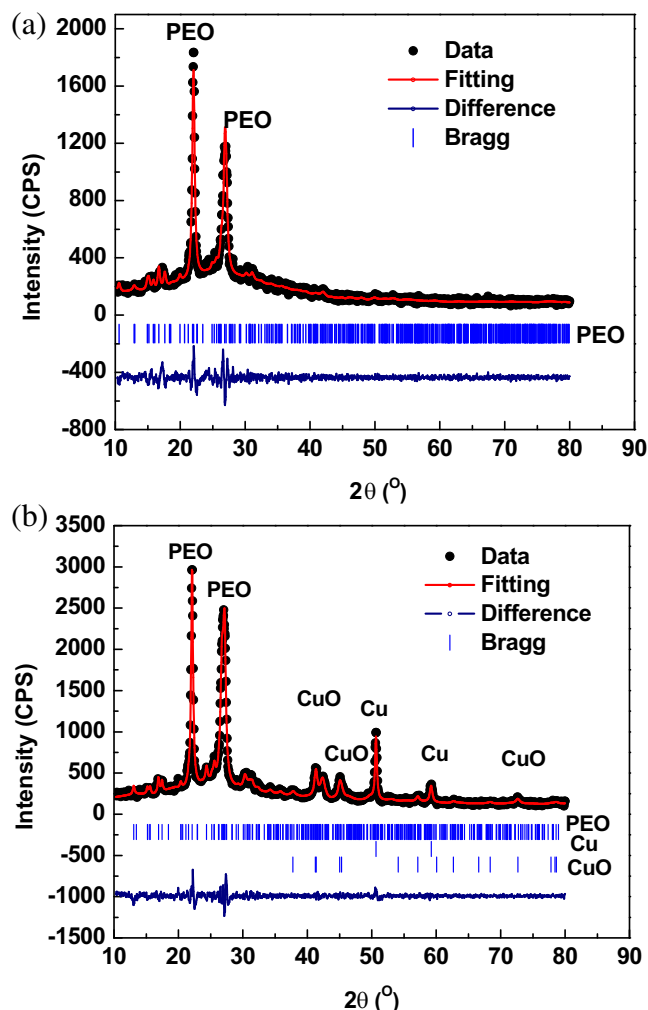 (a)
2000
1600
1200
800
400
0
-400
-800
Intensity (CPS)
PEO
PEO
Data
Fitting
Difference
Bragg
PEO
10 20 30 40 50 60 70 80 90
2θ (O)
(b)
3500
3000
2500
2000
1500
1000
500
0
-500
-1000
-1500
Intensity (CPS)
PEO
PEO
Data
Fitting
Difference
Bragg
CuO
Cu
CuO
Cu
CuO
PEO
Cu
CuO
10 20 30 40 50 60 70 80 90
2θ (O)